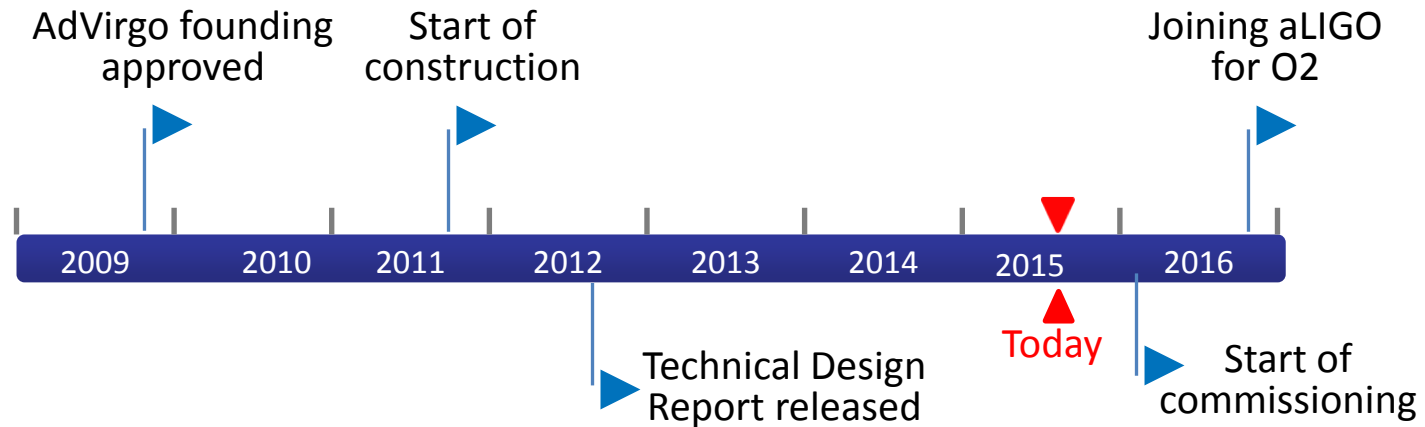 AdVirgo founding
approved
Start of
construction
Joining aLIGO
for O2
2009
2010
2011
2012
2013
2014
2015
2016
Today
Technical Design
Report released
Start of
commissioning